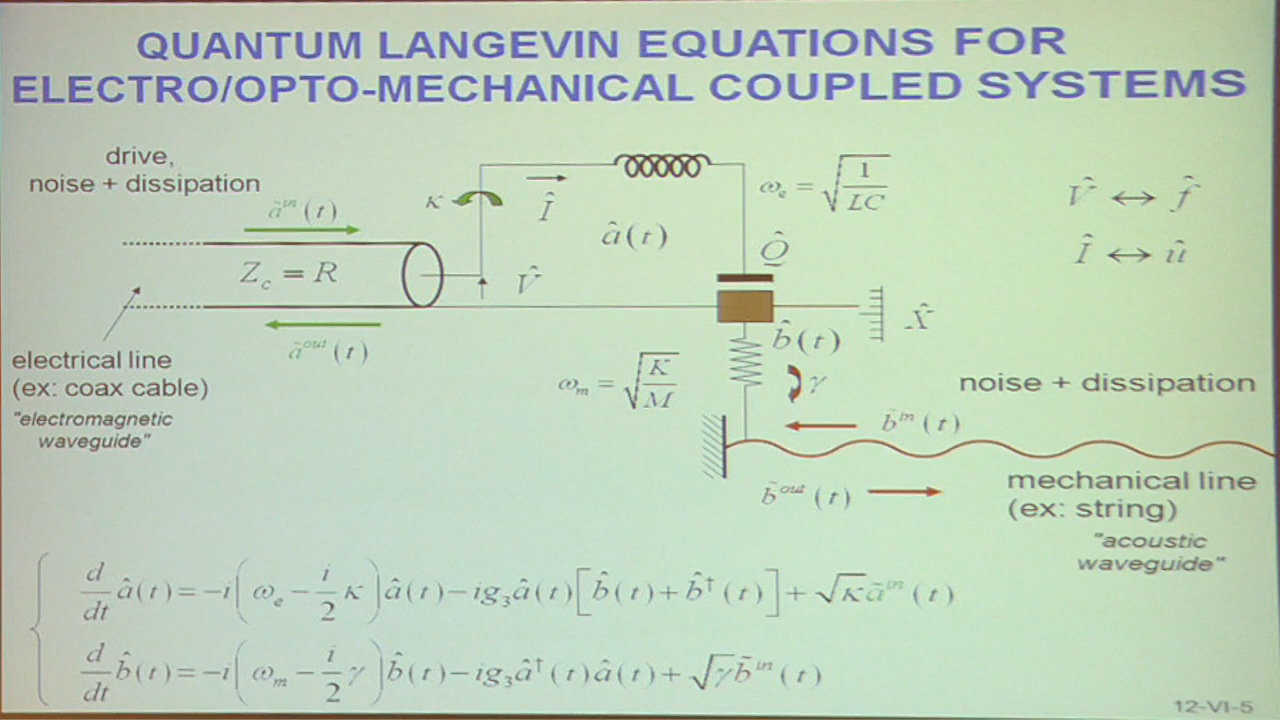 QUANTUM LANGEVIN EQUATIONS FOR
ELECTRO/OPTO-MECHANICAL COUPLED SYSTEMS
drive,
noise + dissipation
ã^{in}(t)
Z_c = R
ã^{out}(t)
electrical line
(ex: coax cable)
"electromagnetic
waveguide"
κ
Î
V̂
â(t)
ω_e = √(1/LC)
Q̂
V̂ ↔ f̂
Î ↔ û
X̂
b̂(t)
ω_m = √(K/M)
γ
noise + dissipation
b̃^{in}(t)
b̃^{out}(t)
mechanical line
(ex: string)
"acoustic
waveguide"
d/dt â(t) = −i(ω_e − i/2 κ)â(t) − ig_3 â(t)[b̂(t) + b̂†(t)] + √κ ã^{in}(t)
d/dt b̂(t) = −i(ω_m − i/2 γ)b̂(t) − ig_3 â†(t)â(t) + √γ b̃^{in}(t)
12-VI-5